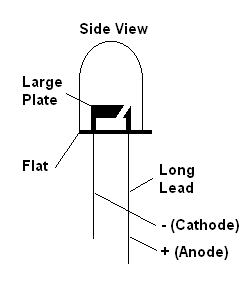 Side View
Large
Plate
Flat
Long
Lead
- (Cathode)
+ (Anode)